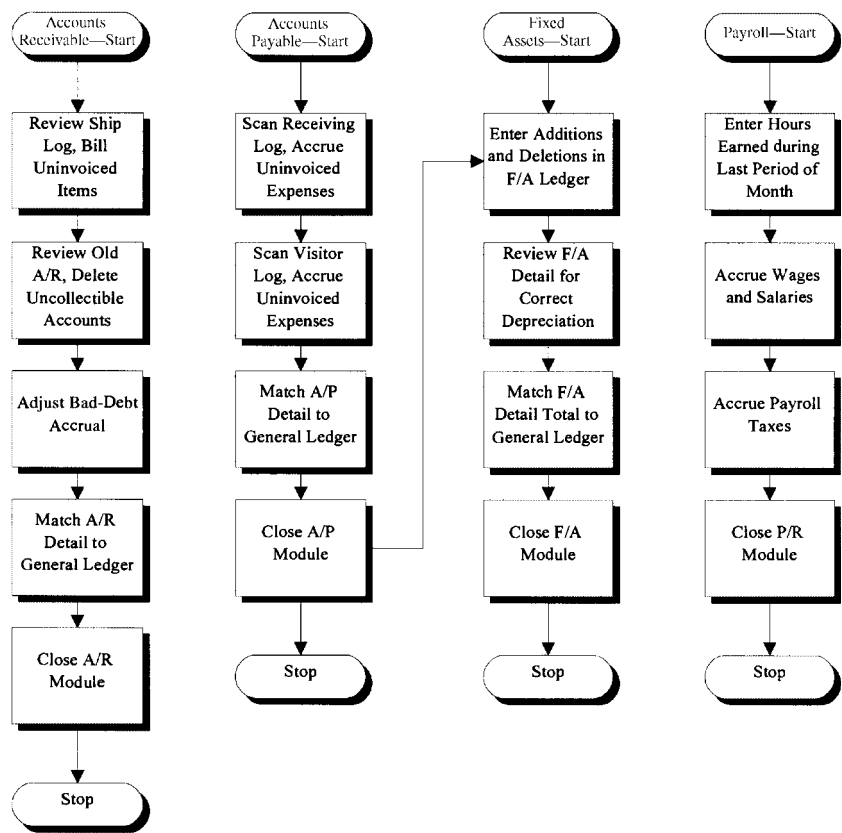 Accounts
Receivable—Start
Review Ship
Log, Bill
Uninvoiced
Items
Review Old
A/R, Delete
Uncollectible
Accounts
Adjust Bad-Debt
Accrual
Match A/R
Detail to
General Ledger
Close A/R
Module
Stop
Accounts
Payable—Start
Scan Receiving
Log, Accrue
Uninvoiced
Expenses
Scan Visitor
Log, Accrue
Uninvoiced
Expenses
Match A/P
Detail to
General Ledger
Close A/P
Module
Stop
Fixed
Assets—Start
Enter Additions
and Deletions in
F/A Ledger
Review F/A
Detail for
Correct
Depreciation
Match F/A
Detail Total to
General Ledger
Close F/A
Module
Stop
Payroll—Start
Enter Hours
Earned during
Last Period of
Month
Accrue Wages
and Salaries
Accrue Payroll
Taxes
Close P/R
Module
Stop